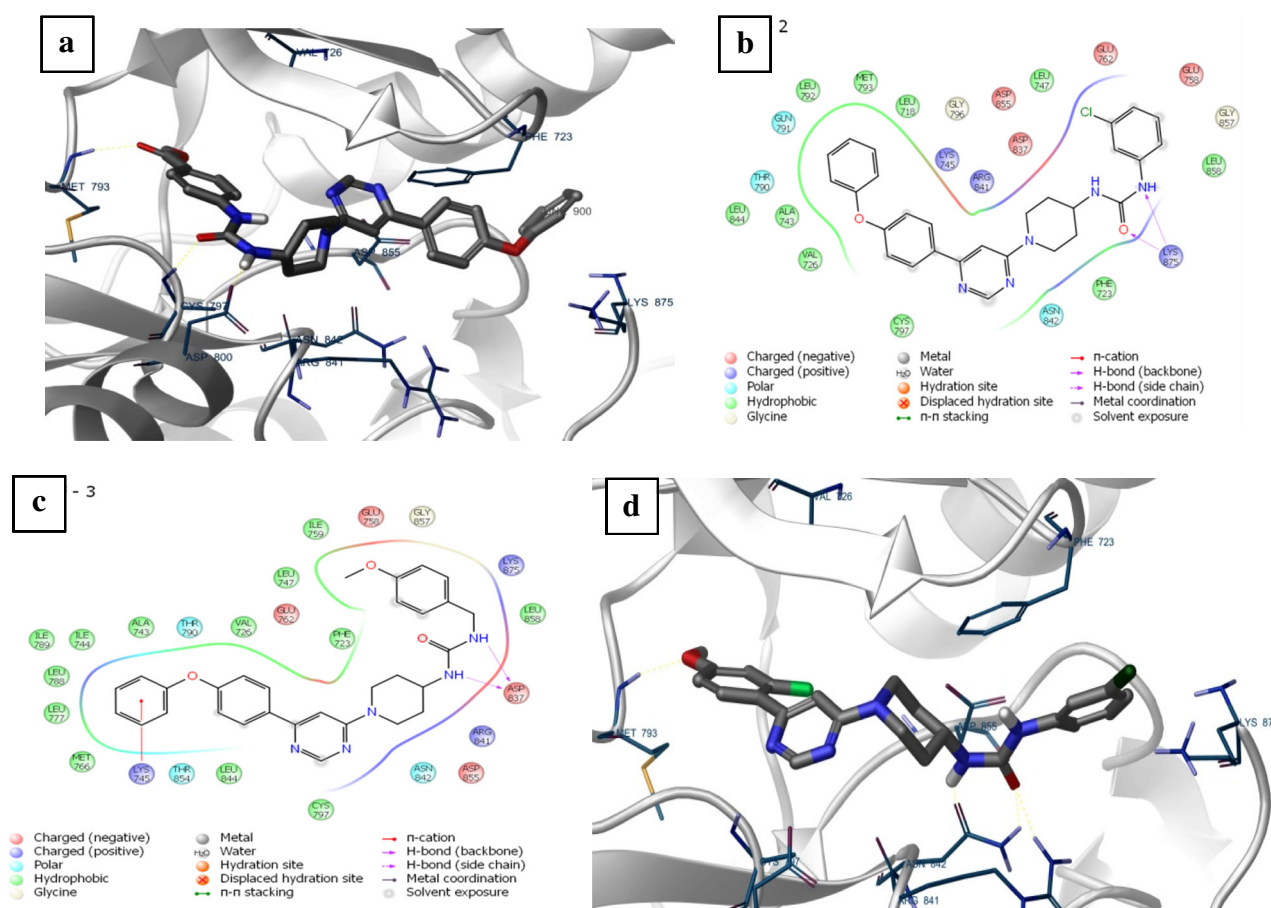 a
VAL 726
PHE 723
MET 793
900
ASP 855
LYS 875
CYS 797
ASN 842
ASP 800
ARG 841
b
2
GLU 762
GLU 758
LEU 792
MET 793
LEU 718
GLY 796
ASP 855
LEU 747
GLY 857
GLN 791
Cl
ASP 837
LYS 745
ARG 841
LEU 858
THR 790
H
N
H
N
H
LEU 844
ALA 743
O
N
O
VAL 726
LYS 875
N
N
PHE 723
ASN 842
CYS 797
Charged (negative)
Charged (positive)
Polar
Hydrophobic
Glycine
Metal
H₂O Water
Hydration site
Displaced hydration site
π-π stacking
π-cation
H-bond (backbone)
H-bond (side chain)
Metal coordination
Solvent exposure
c
- 3
ILE 759
GLU 758
GLY 857
O
LYS 875
LEU 747
GLU 762
LEU 858
ILE 789
ILE 744
ALA 743
THR 790
VAL 726
PHE 723
O
NH
LEU 788
O
NH
ASP 837
LEU 777
N
ARG 841
MET 766
N
N
LYS 745
THR 854
LEU 844
ASN 842
ASP 855
CYS 797
Charged (negative)
Charged (positive)
Polar
Hydrophobic
Glycine
Metal
H₂O Water
Hydration site
Displaced hydration site
π-π stacking
π-cation
H-bond (backbone)
H-bond (side chain)
Metal coordination
Solvent exposure
d
VAL 726
PHE 723
MET 793
ASP 855
LYS 87
ASN 842
ARG 841